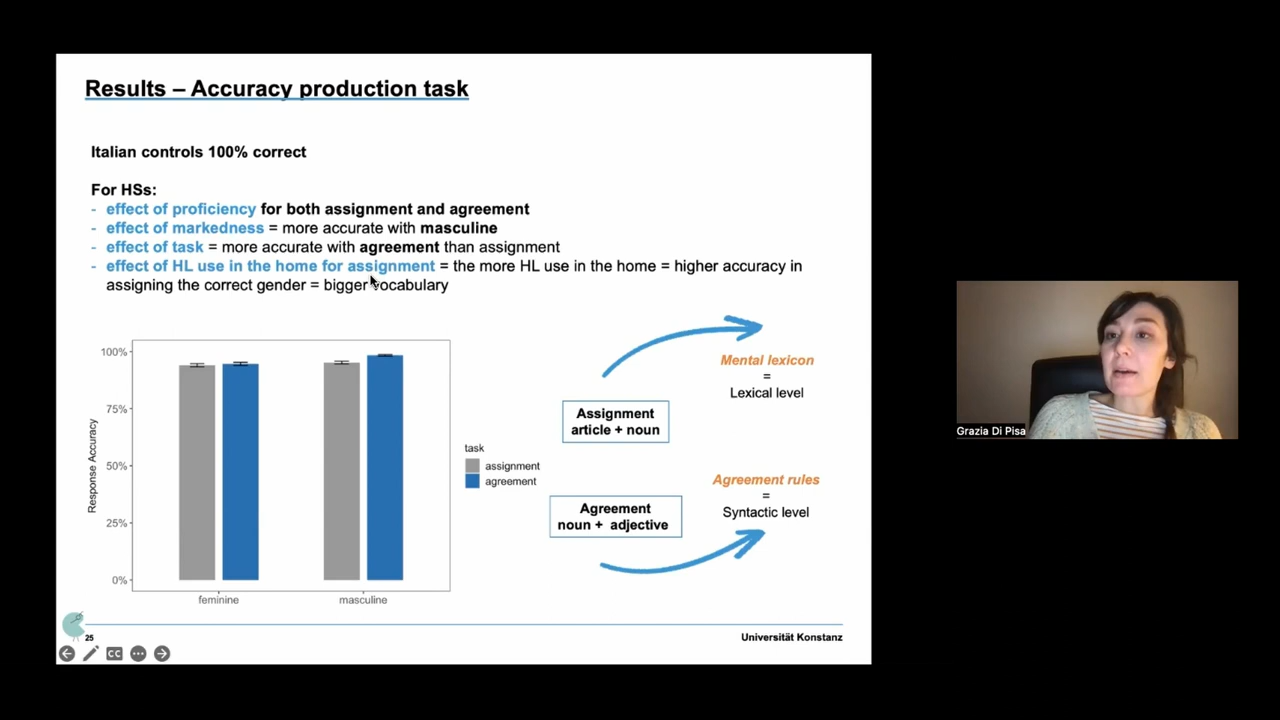 Results – Accuracy production task
Italian controls 100% correct
For HSs:
- effect of proficiency for both assignment and agreement
- effect of markedness = more accurate with masculine
- effect of task = more accurate with agreement than assignment
- effect of HL use in the home for assignment = the more HL use in the home = higher accuracy in
assigning the correct gender = bigger vocabulary
100%
75%
50%
25%
0%
Response Accuracy
feminine
masculine
task
assignment
agreement
Assignment
article + noun
Mental lexicon
=
Lexical level
Agreement
noun + adjective
Agreement rules
=
Syntactic level
25
Universität Konstanz
CC
Grazia Di Pisa